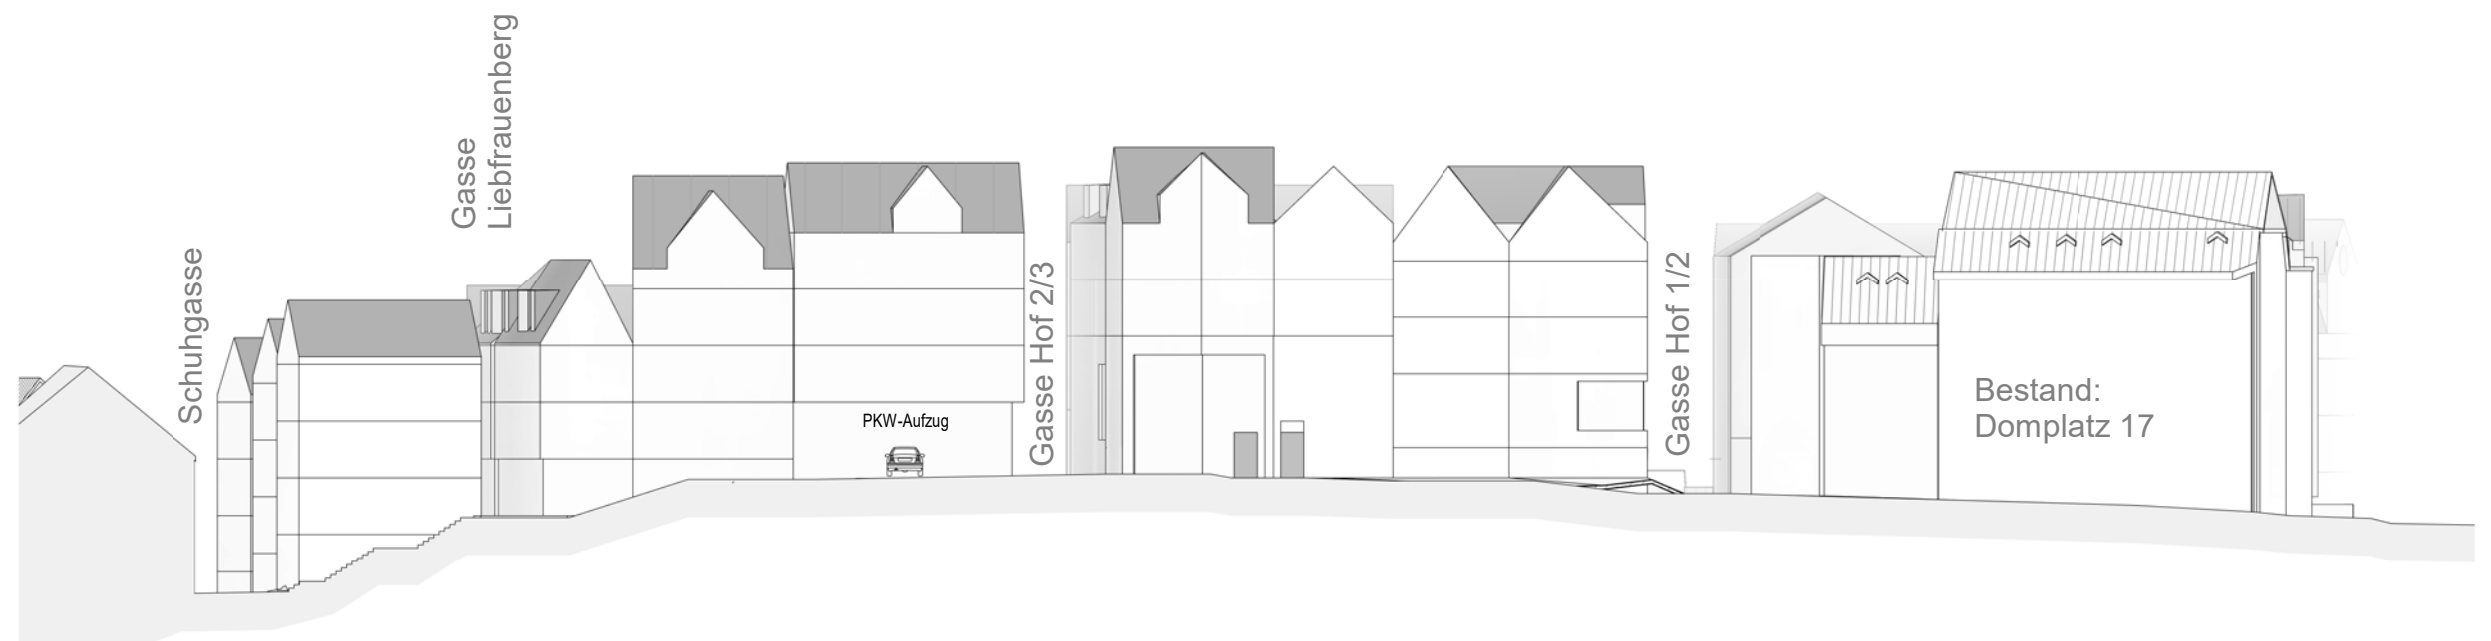 Schuhgasse
Gasse
Liebfrauenberg
PKW-Aufzug
Gasse Hof 2/3
Gasse Hof 1/2
Bestand:
Domplatz 17